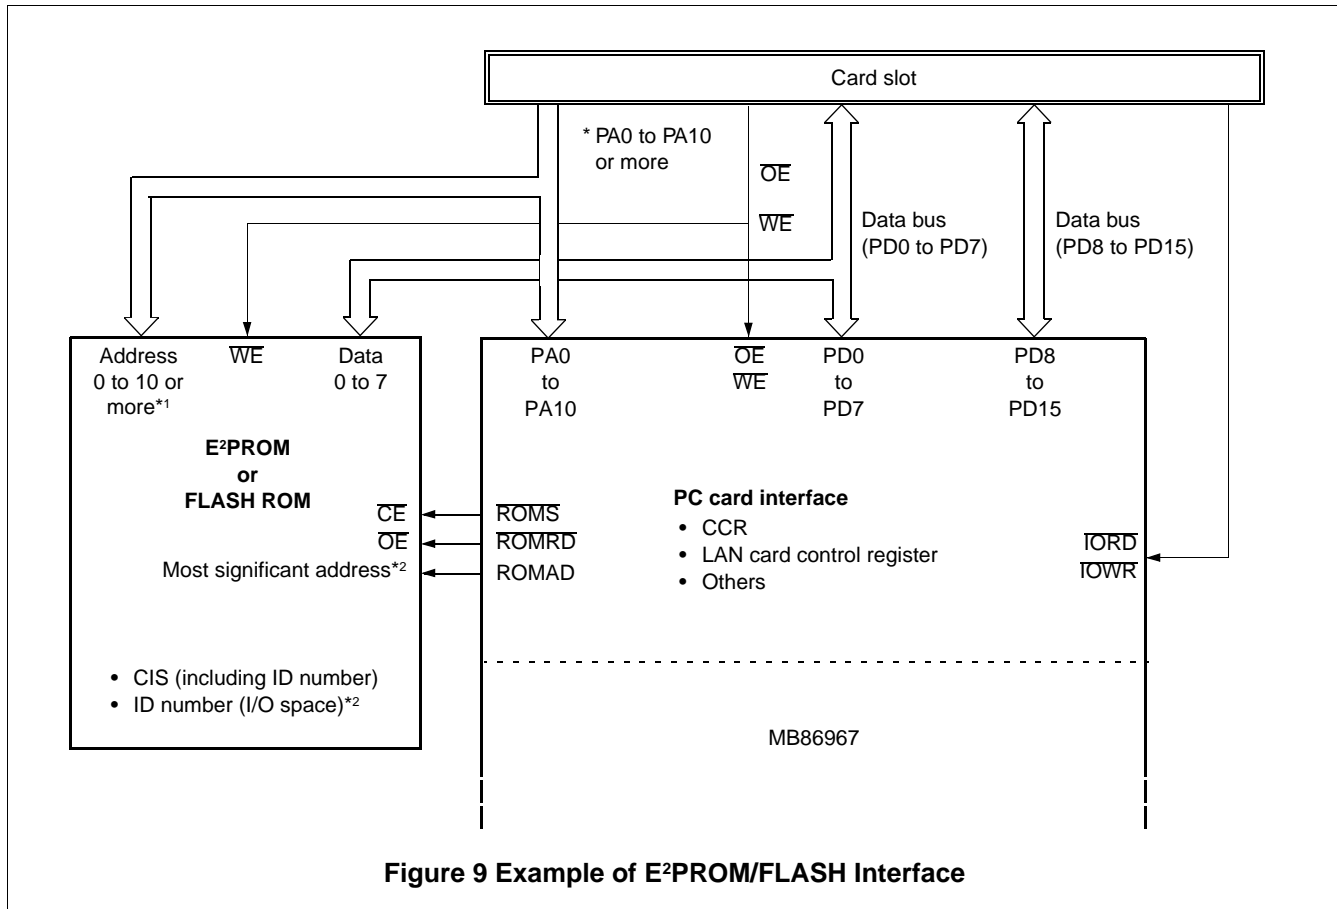 Card slot
* PA0 to PA10
or more
OE
WE
Data bus
(PD0 to PD7)
Data bus
(PD8 to PD15)
Address
0 to 10 or
more*1
WE
Data
0 to 7
E²PROM
or
FLASH ROM
CE
OE
Most significant address*2
• CIS (including ID number)
• ID number (I/O space)*2
PA0
to
PA10
OE
WE
PD0
to
PD7
PD8
to
PD15
ROMS
ROMRD
ROMAD
PC card interface
• CCR
• LAN card control register
• Others
IORD
IOWR
MB86967
Figure 9 Example of E²PROM/FLASH Interface